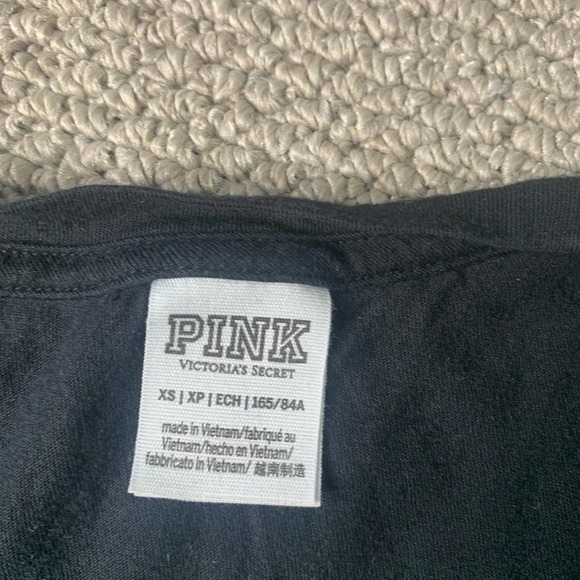 PINK
VICTORIA'S SECRET
XS | XP | ECH | 165/84A
made in Vietnam/fabriqué au
Vietnam/hecho en Vietnam/
fabbricato In Vietnam/ 越南制造